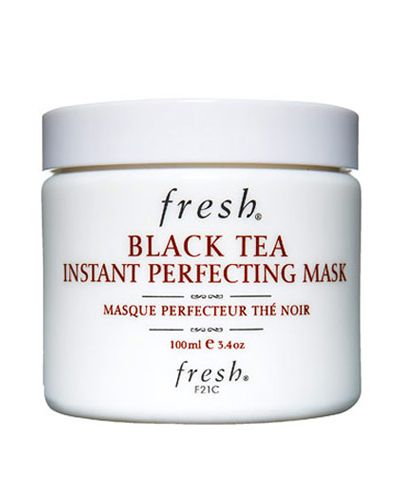 fresh®
BLACK TEA
INSTANT PERFECTING MASK
MASQUE PERFECTEUR THÉ NOIR
100ml e 3.4oz
fresh®
F21C